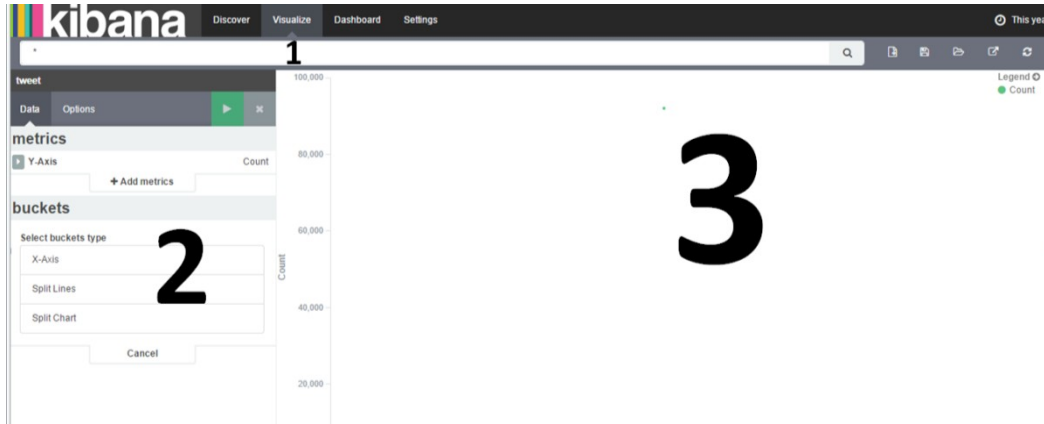 kibana Discover Visualize Dashboard Settings This yea
1
*
tweet
Data Options
metrics
Y-Axis Count
+ Add metrics
buckets
Select buckets type
X-Axis
Split Lines
Split Chart
Cancel
2
100,000
80,000
60,000
40,000
20,000
Count
3
Legend
Count